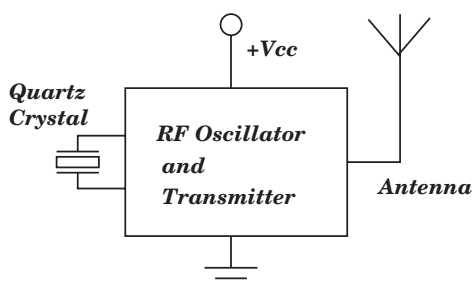 +Vcc
Quartz
Crystal
RF Oscillator
and
Transmitter
Antenna